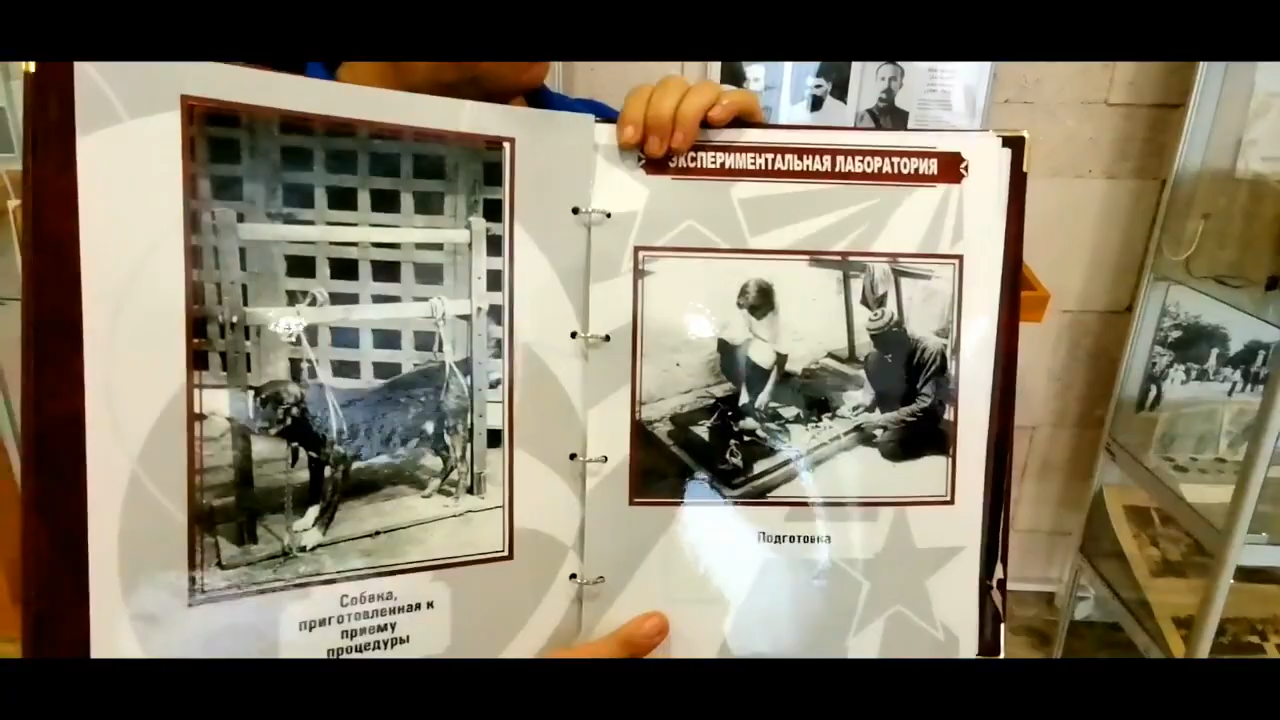 Собака,
приготовленная к
приему
процедуры
ЭКСПЕРИМЕНТАЛЬНАЯ ЛАБОРАТОРИЯ
Подготовка